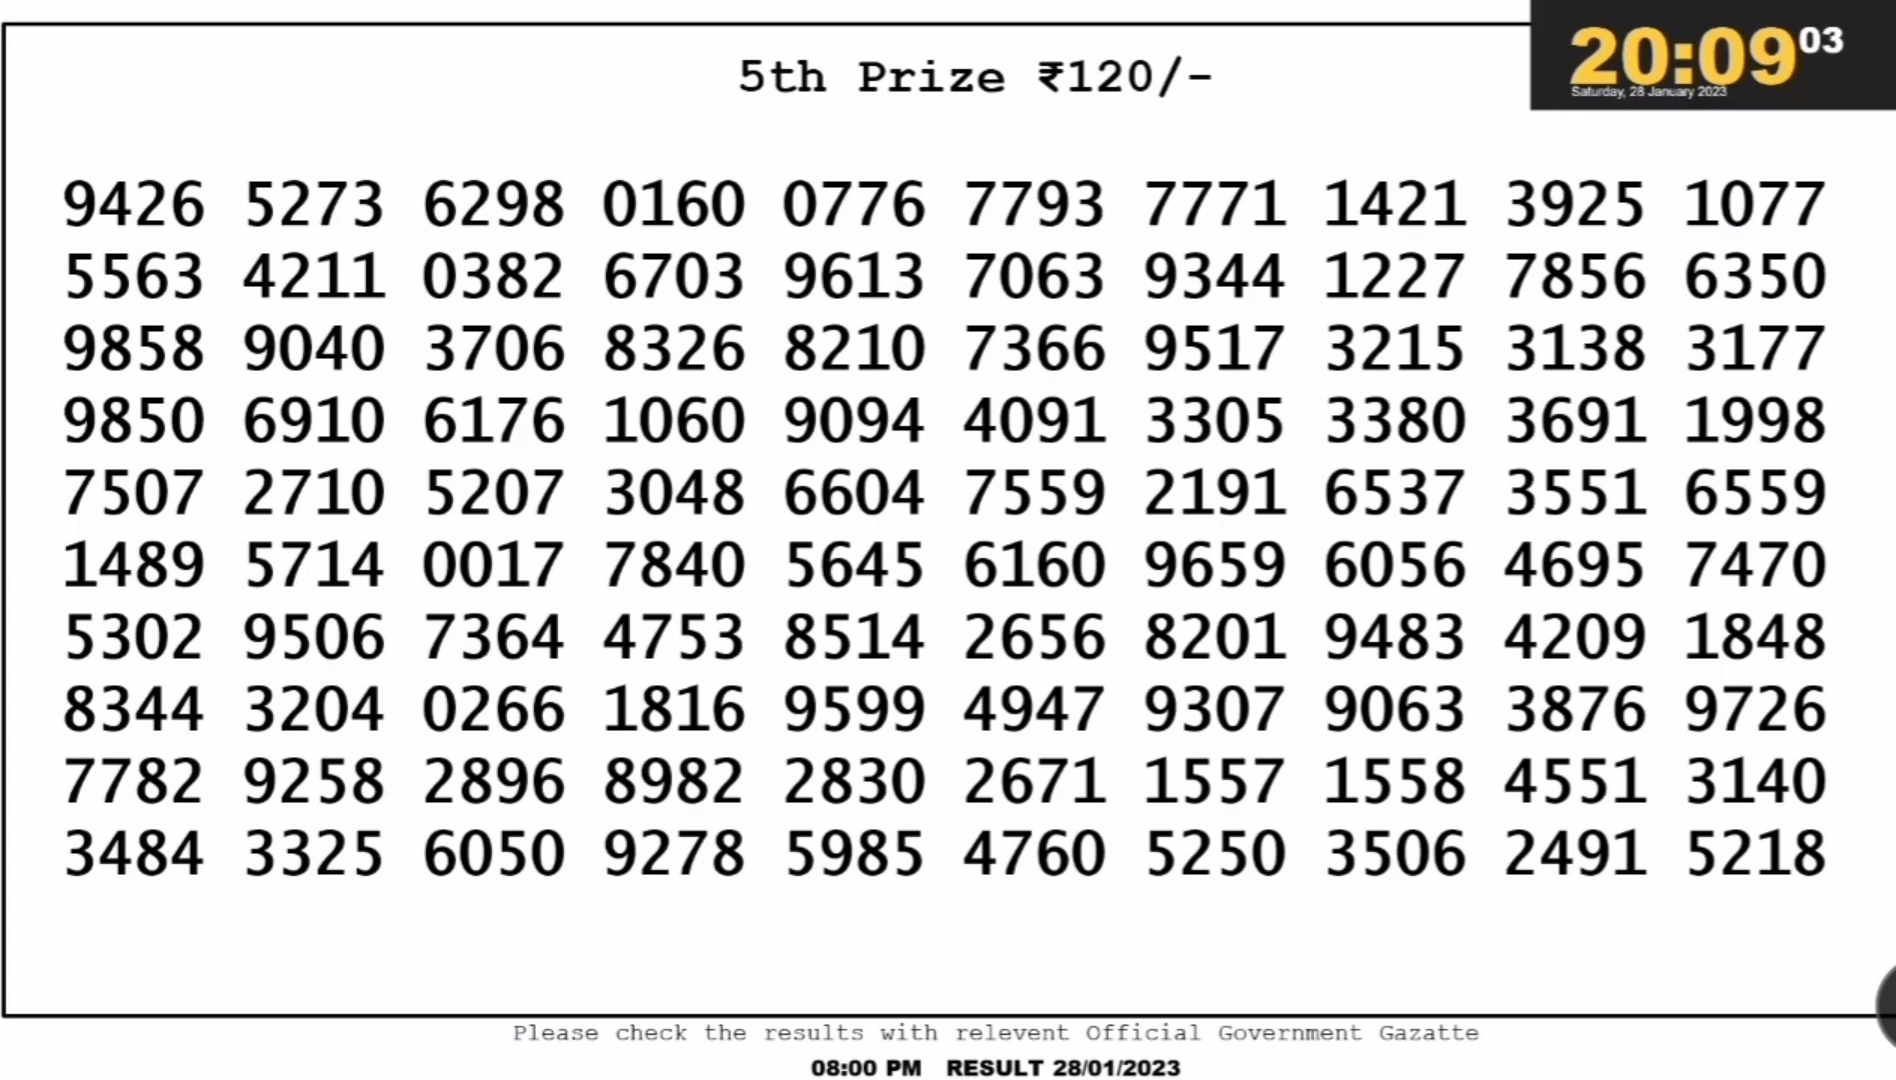 20:09 03
Saturday, 28 January 2023
5th Prize ₹120/-
9426 5273 6298 0160 0776 7793 7771 1421 3925 1077
5563 4211 0382 6703 9613 7063 9344 1227 7856 6350
9858 9040 3706 8326 8210 7366 9517 3215 3138 3177
9850 6910 6176 1060 9094 4091 3305 3380 3691 1998
7507 2710 5207 3048 6604 7559 2191 6537 3551 6559
1489 5714 0017 7840 5645 6160 9659 6056 4695 7470
5302 9506 7364 4753 8514 2656 8201 9483 4209 1848
8344 3204 0266 1816 9599 4947 9307 9063 3876 9726
7782 9258 2896 8982 2830 2671 1557 1558 4551 3140
3484 3325 6050 9278 5985 4760 5250 3506 2491 5218
Please check the results with relevent Official Government Gazatte
08:00 PM RESULT 28/01/2023